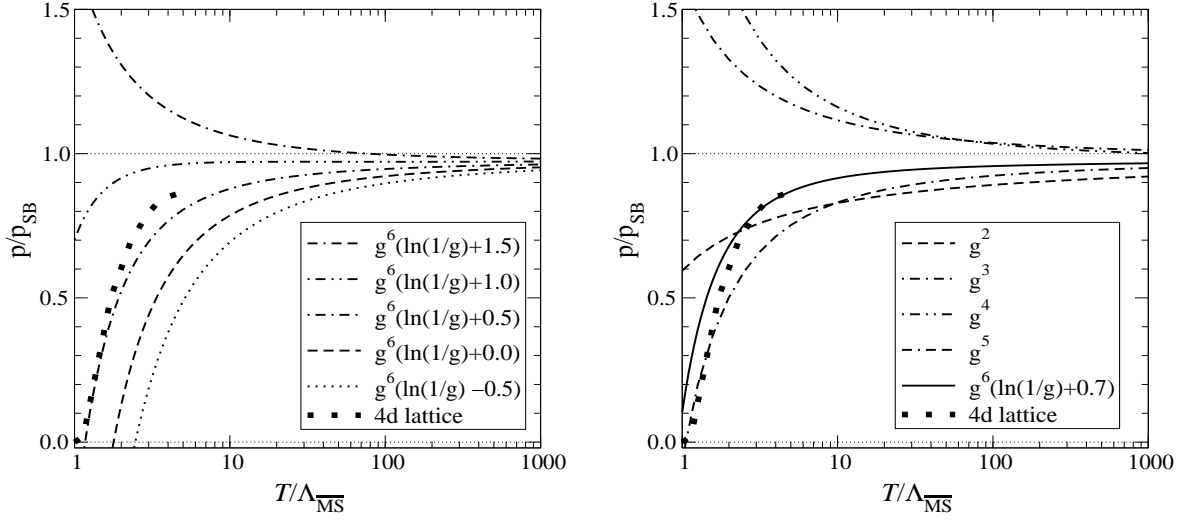 1.5
1.0
0.5
0.0
p/p_SB
1 10 100 1000
T/Λ_MS̅
g^6(ln(1/g)+1.5)
g^6(ln(1/g)+1.0)
g^6(ln(1/g)+0.5)
g^6(ln(1/g)+0.0)
g^6(ln(1/g) −0.5)
4d lattice
1.5
1.0
0.5
0.0
p/p_SB
1 10 100 1000
T/Λ_MS̅
g^2
g^3
g^4
g^5
g^6(ln(1/g)+0.7)
4d lattice